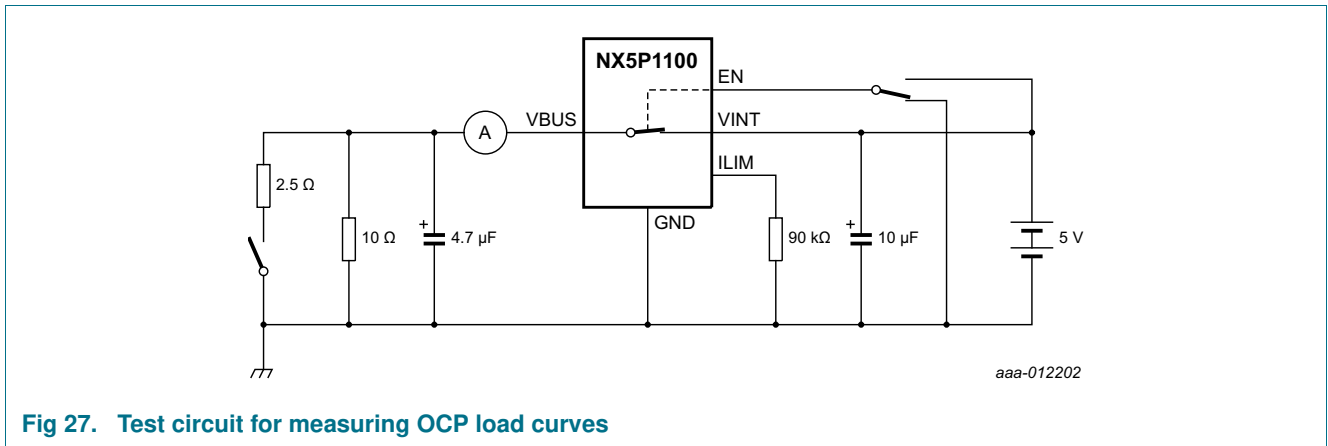 NX5P1100
EN
VBUS
VINT
A
ILIM
2.5 Ω
GND
10 Ω
+
4.7 μF
90 kΩ
+
10 μF
5 V
aaa-012202
Fig 27. Test circuit for measuring OCP load curves